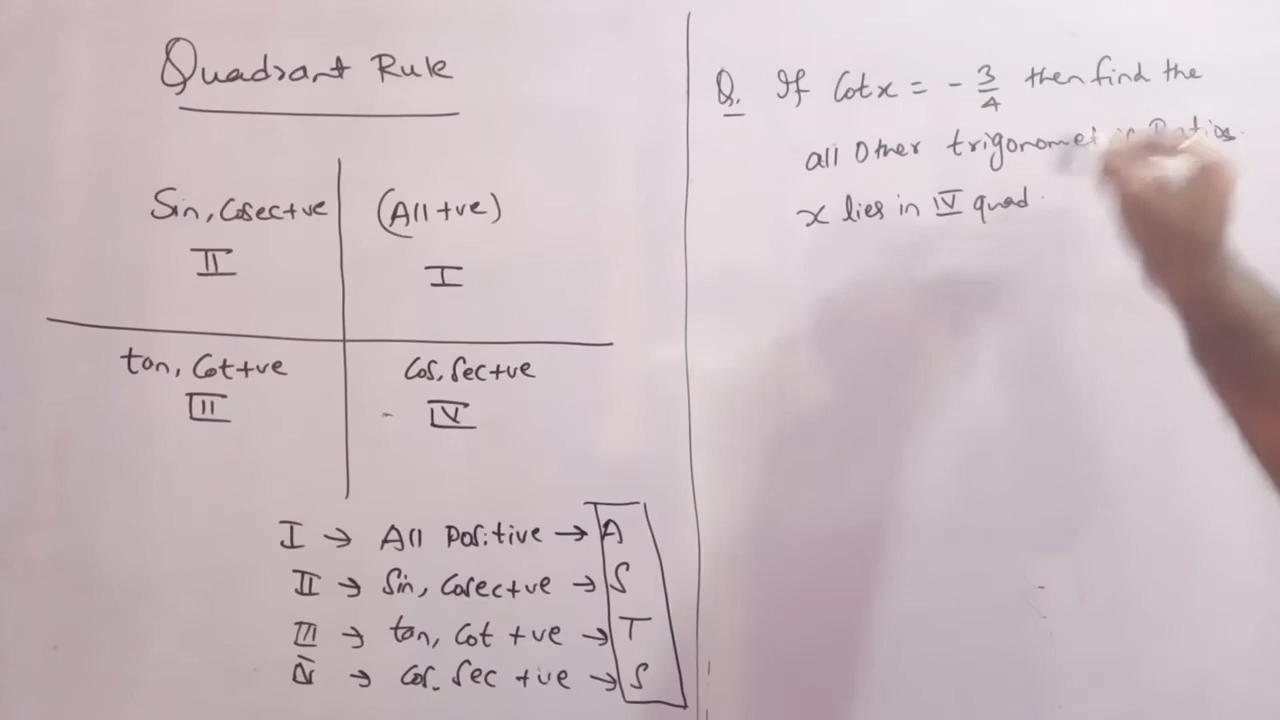 Quadrant Rule
Sin, Cosec+ve
II
(All +ve)
I
tan, Cot+ve
III
Cos, Sec+ve
IV
I → All Positive → A
II → Sin, Cosec+ve → S
III → tan, Cot +ve → T
IV → Cos. Sec +ve → S
Q. If Cotx = - 3/4 then find the
all Other
x lies in IV quad.